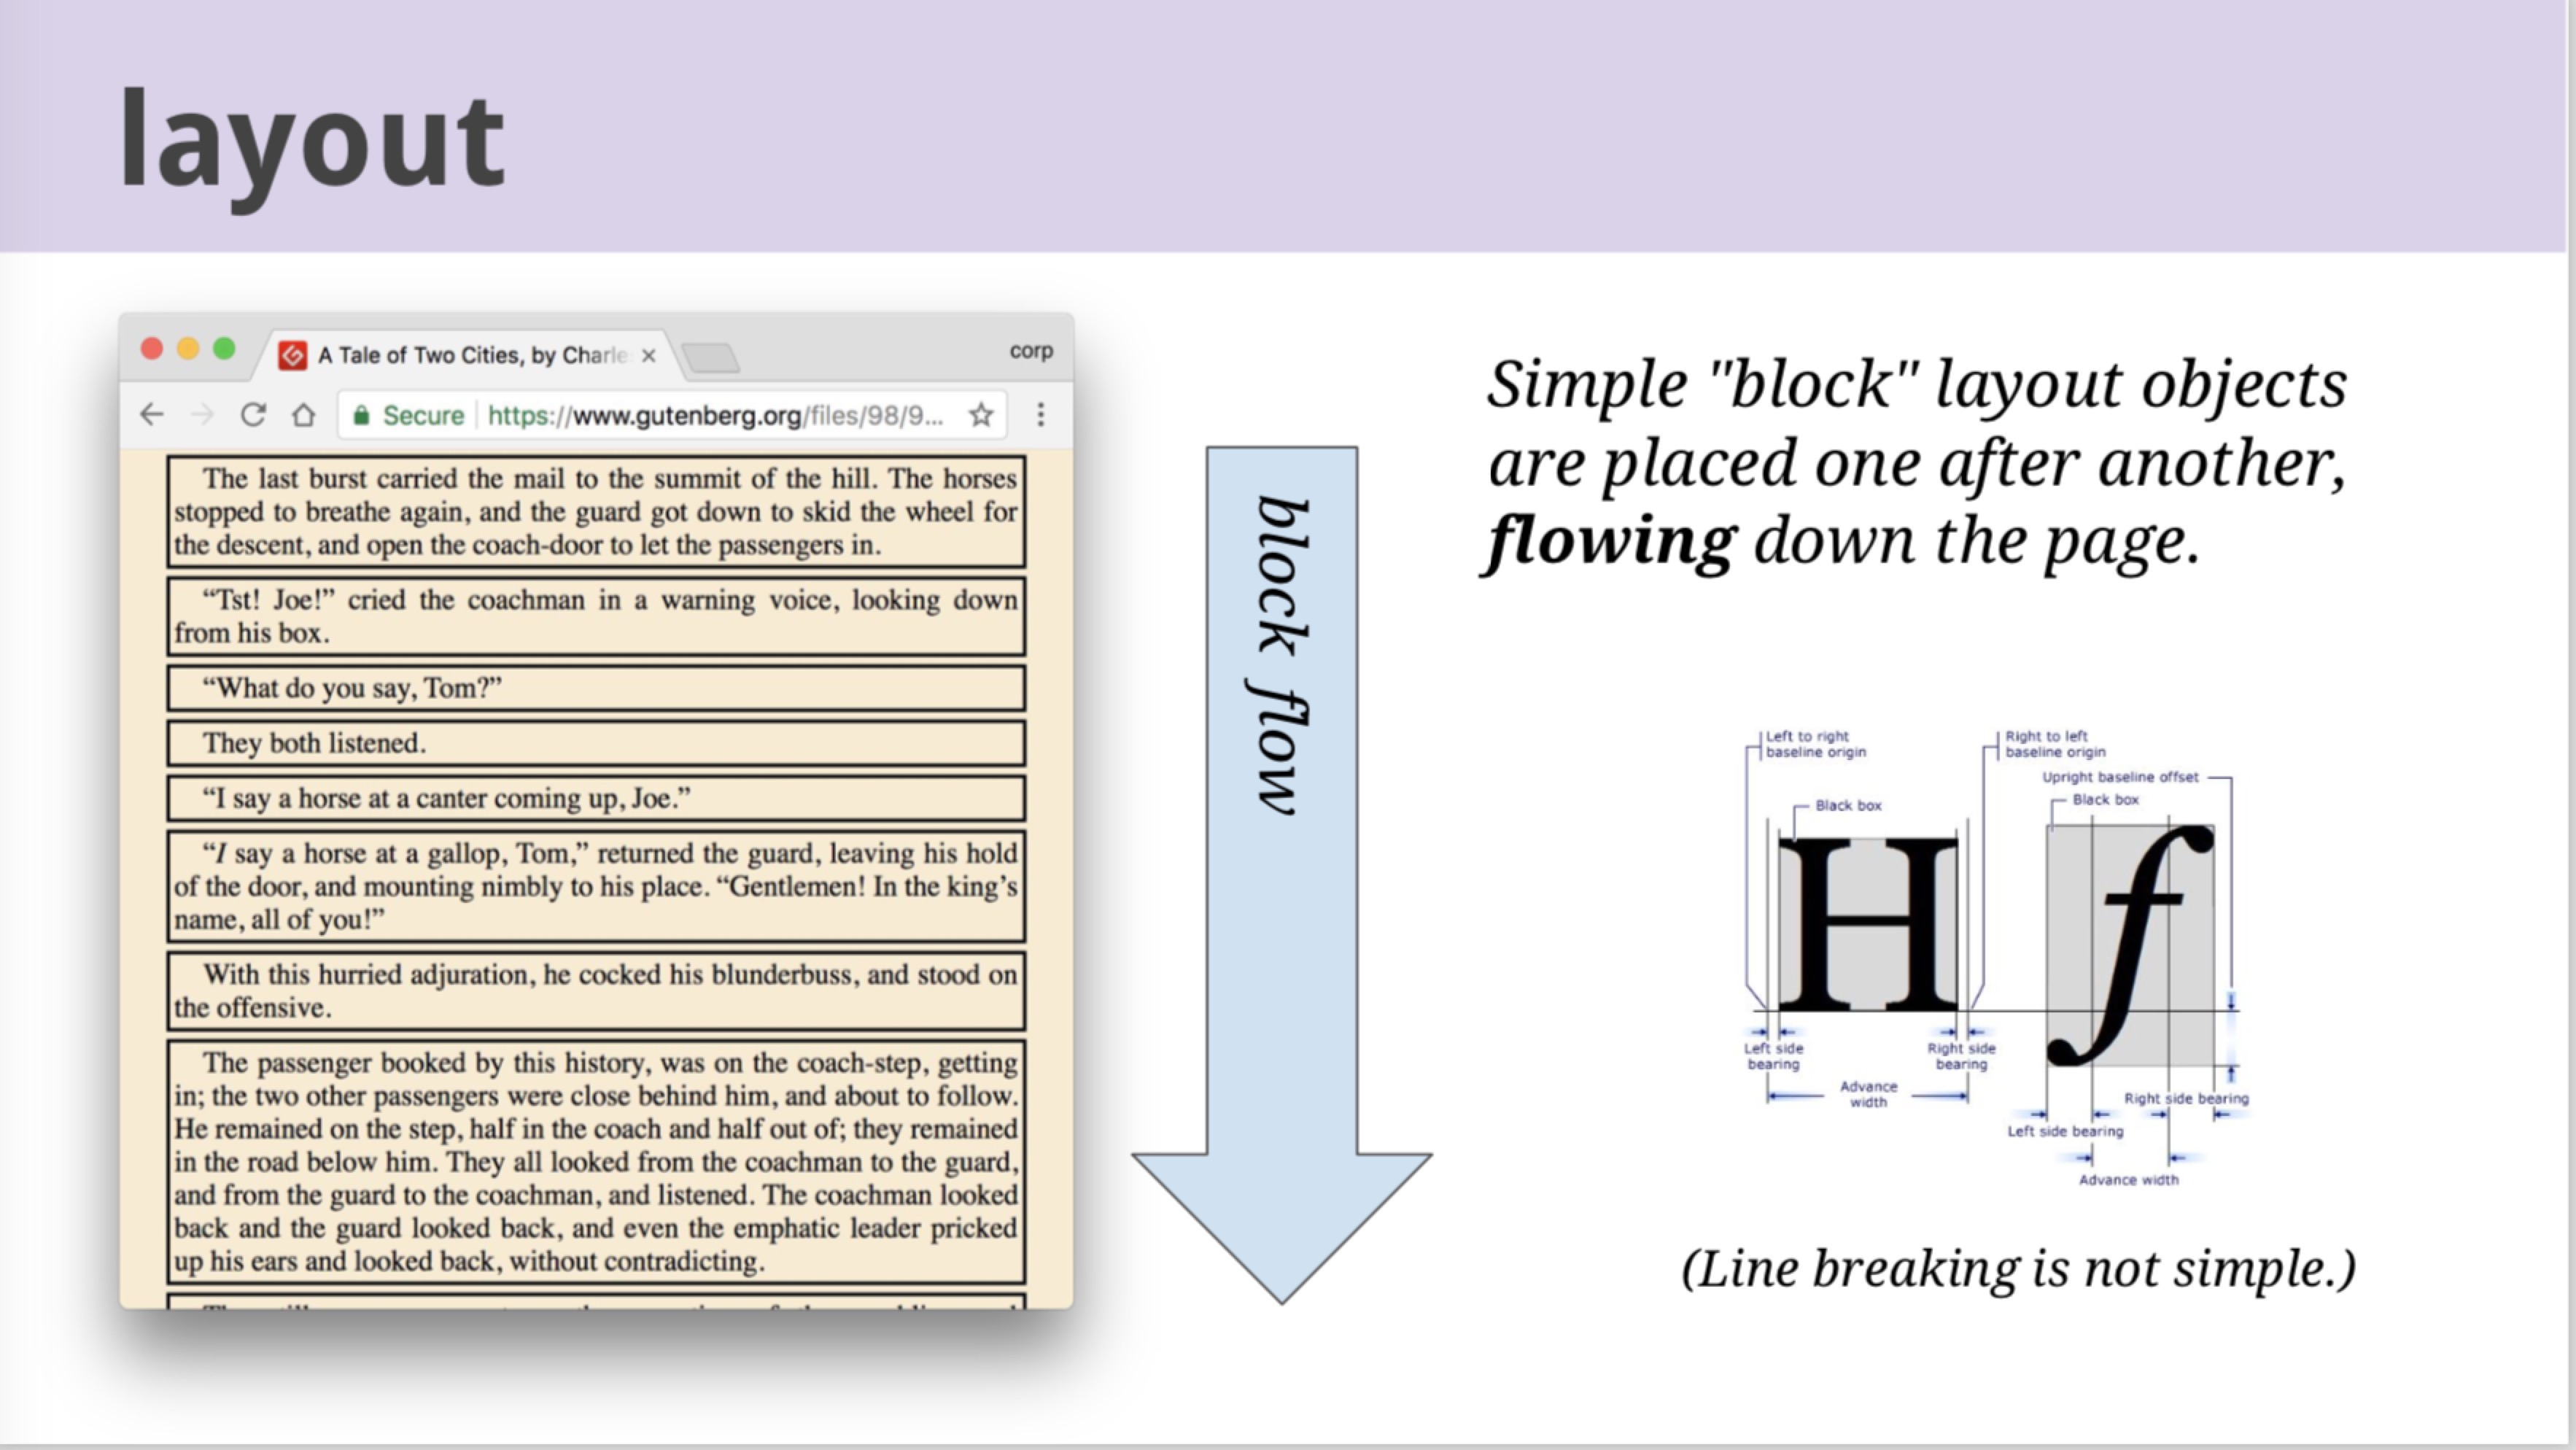 layout
A Tale of Two Cities, by Charle
corp
Secure https://www.gutenberg.org/files/98/9...
The last burst carried the mail to the summit of the hill. The horses
stopped to breathe again, and the guard got down to skid the wheel for
the descent, and open the coach-door to let the passengers in.
“Tst! Joe!” cried the coachman in a warning voice, looking down
from his box.
“What do you say, Tom?”
They both listened.
“I say a horse at a canter coming up, Joe.”
“I say a horse at a gallop, Tom,” returned the guard, leaving his hold
of the door, and mounting nimbly to his place. “Gentlemen! In the king’s
name, all of you!”
With this hurried adjuration, he cocked his blunderbuss, and stood on
the offensive.
The passenger booked by this history, was on the coach-step, getting
in; the two other passengers were close behind him, and about to follow.
He remained on the step, half in the coach and half out of; they remained
in the road below him. They all looked from the coachman to the guard,
and from the guard to the coachman, and listened. The coachman looked
back and the guard looked back, and even the emphatic leader pricked
up his ears and looked back, without contradicting.
block flow
Simple "block" layout objects
are placed one after another,
flowing down the page.
Left to right
baseline origin
Right to left
baseline origin
Upright baseline offset
Black box
Black box
H
f
Left side
bearing
Right side
bearing
Advance
width
Right side bearing
Left side bearing
Advance width
(Line breaking is not simple.)